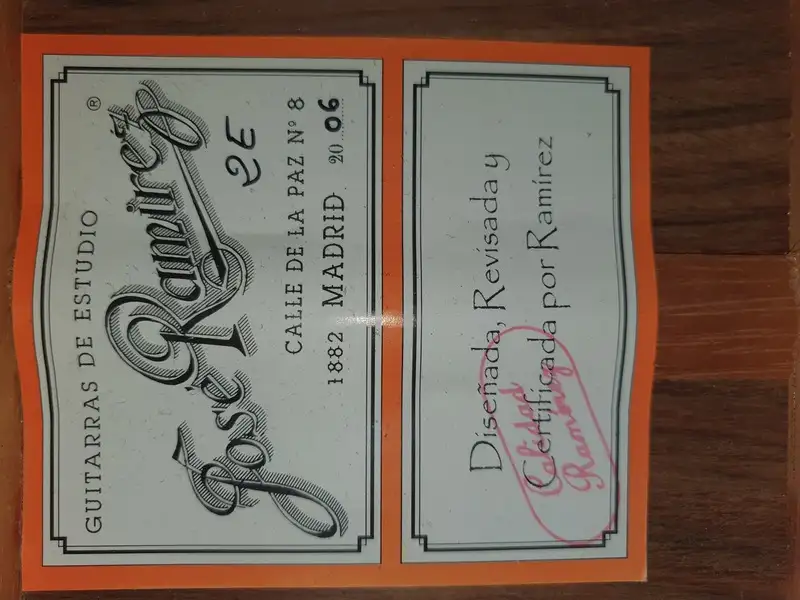 GUITARRAS DE ESTUDIO
José Ramírez ®
2E
CALLE DE LA PAZ Nº 8
1882 MADRID 20 06
Diseñada, Revisada y
Certificada por Ramírez
Calidad
Ramírez